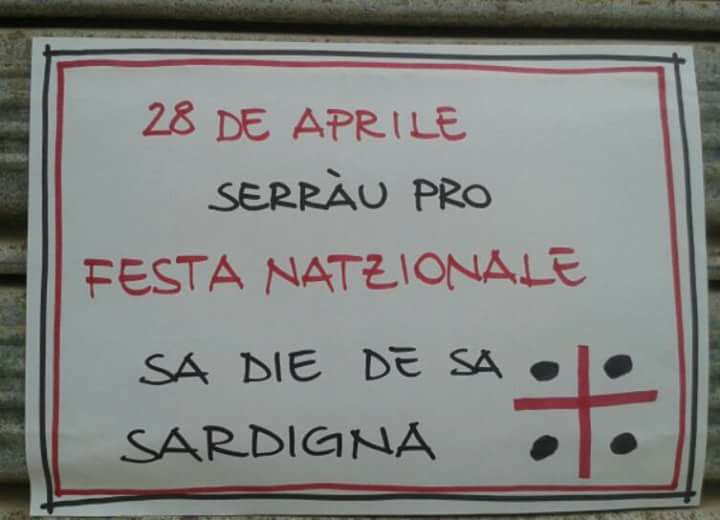 28 DE APRILE
SERRÀU PRO
FESTA NATZIONALE
SA DIE DE SA
SARDIGNA